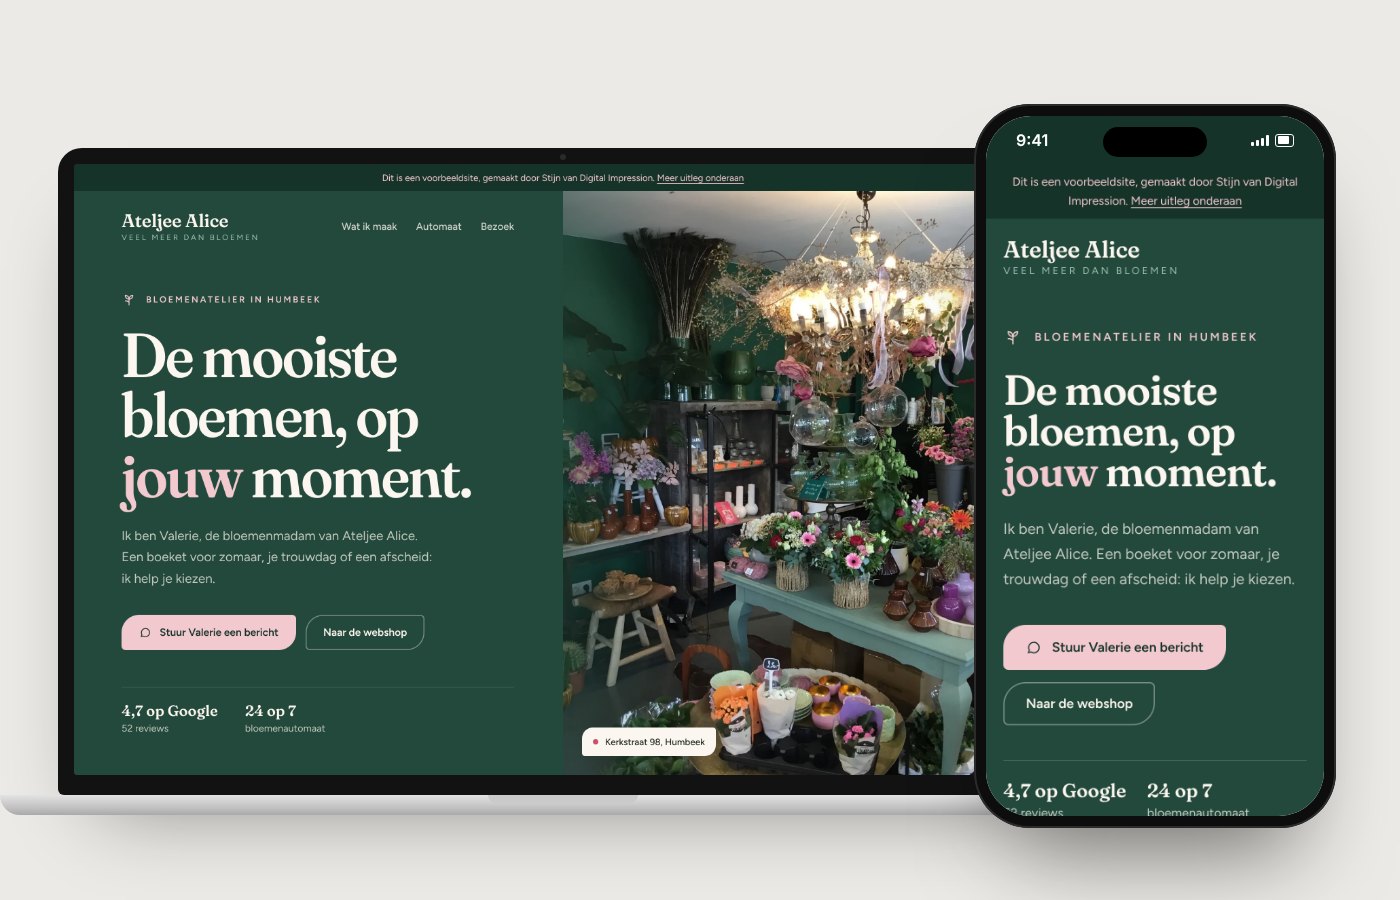 Dit is een voorbeeldsite, gemaakt door Stijn van Digital Impression. Meer uitleg onderaan
Ateljee Alice
VEEL MEER DAN BLOEMEN
Wat ik maak
Automaat
Bezoek
BLOEMENATELIER IN HUMBEEK
De mooiste
bloemen, op
jouw moment.
Ik ben Valerie, de bloemenmadam van Ateljee Alice.
Een boeket voor zomaar, je trouwdag of een afscheid:
ik help je kiezen.
Stuur Valerie een bericht
Naar de webshop
4,7 op Google
52 reviews
24 op 7
bloemenautomaat
Kerkstraat 98, Humbeek
9:41
Dit is een voorbeeldsite, gemaakt door Stijn van Digital
Impression. Meer uitleg onderaan
Ateljee Alice
VEEL MEER DAN BLOEMEN
BLOEMENATELIER IN HUMBEEK
De mooiste
bloemen, op
jouw moment.
Ik ben Valerie, de bloemenmadam van
Ateljee Alice. Een boeket voor zomaar, je
trouwdag of een afscheid: ik help je kiezen.
Stuur Valerie een bericht
Naar de webshop
4,7 op Google
reviews
24 op 7
bloemenautomaat